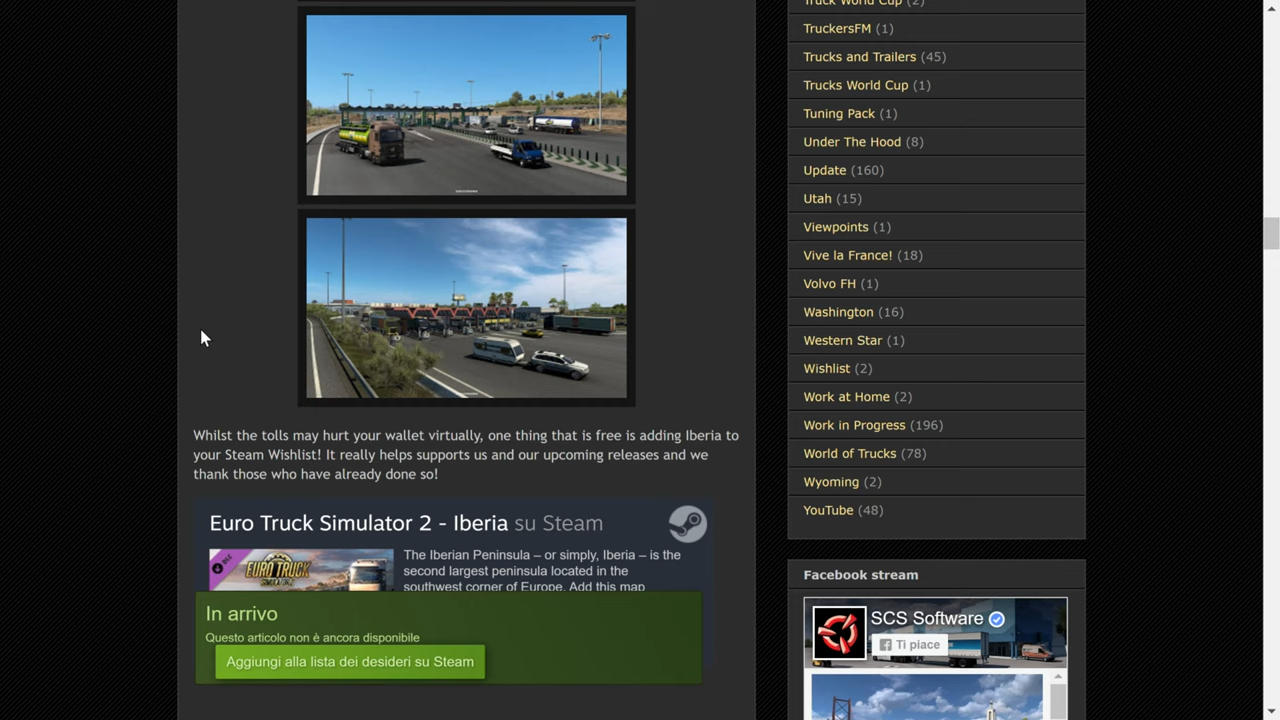 Whilst the tolls may hurt your wallet virtually, one thing that is free is adding Iberia to
your Steam Wishlist! It really helps supports us and our upcoming releases and we
thank those who have already done so!
Euro Truck Simulator 2 - Iberia su Steam
DLC
EURO TRUCK
The Iberian Peninsula – or simply, Iberia – is the
second largest peninsula located in the
southwest corner of Europe. Add this map
In arrivo
Questo articolo non è ancora disponibile
Aggiungi alla lista dei desideri su Steam
Truck World Cup (2)
TruckersFM (1)
Trucks and Trailers (45)
Trucks World Cup (1)
Tuning Pack (1)
Under The Hood (8)
Update (160)
Utah (15)
Viewpoints (1)
Vive la France! (18)
Volvo FH (1)
Washington (16)
Western Star (1)
Wishlist (2)
Work at Home (2)
Work in Progress (196)
World of Trucks (78)
Wyoming (2)
YouTube (48)
Facebook stream
SCS Software
Ti piace